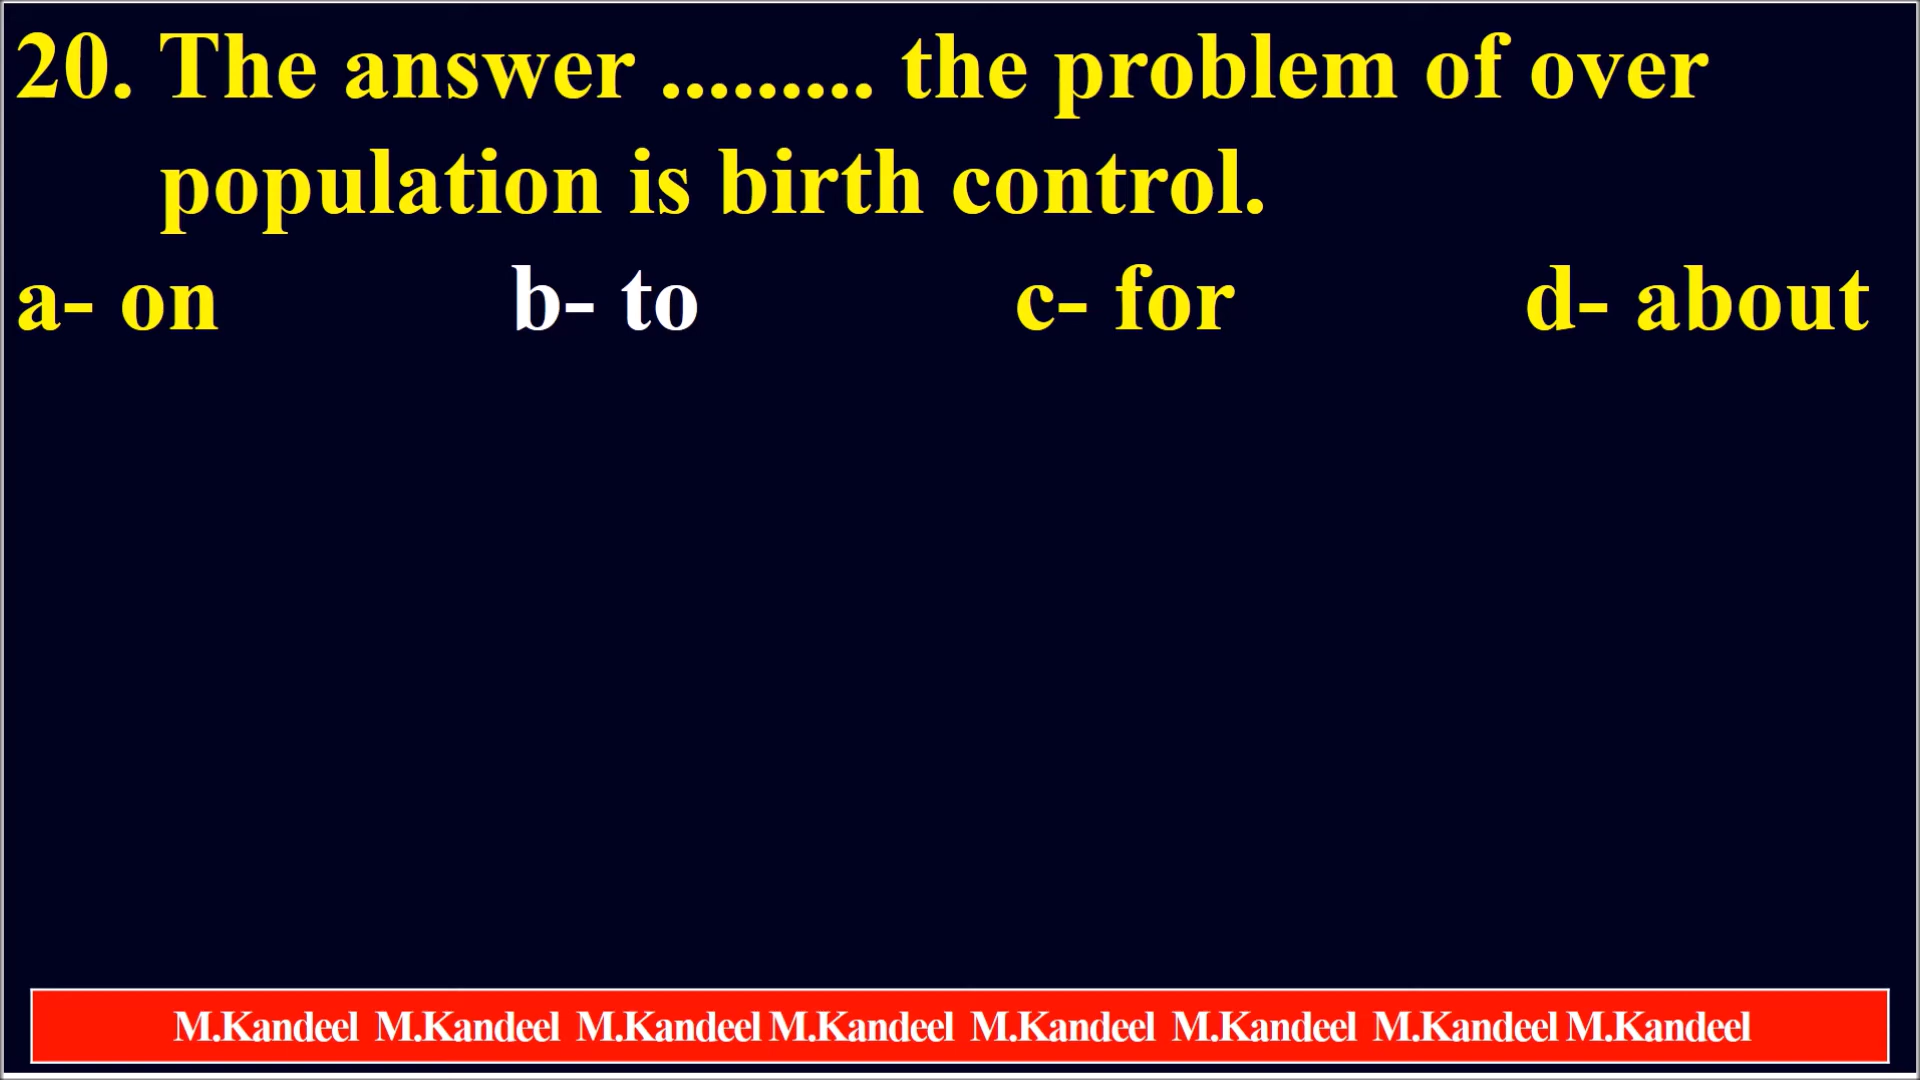 20. The answer ......... the problem of over
population is birth control.
a- on b- to c- for d- about
M.Kandeel M.Kandeel M.Kandeel M.Kandeel M.Kandeel M.Kandeel M.Kandeel M.Kandeel